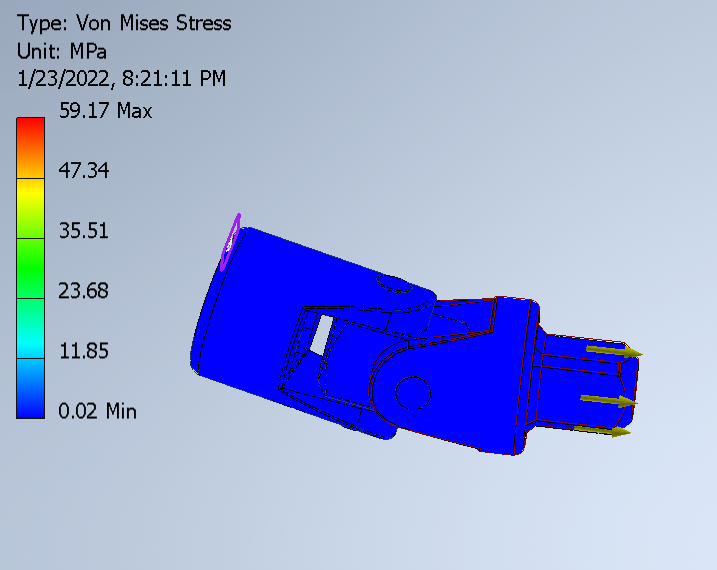 Type: Von Mises Stress
Unit: MPa
1/23/2022, 8:21:11 PM
59.17 Max
47.34
35.51
23.68
11.85
0.02 Min